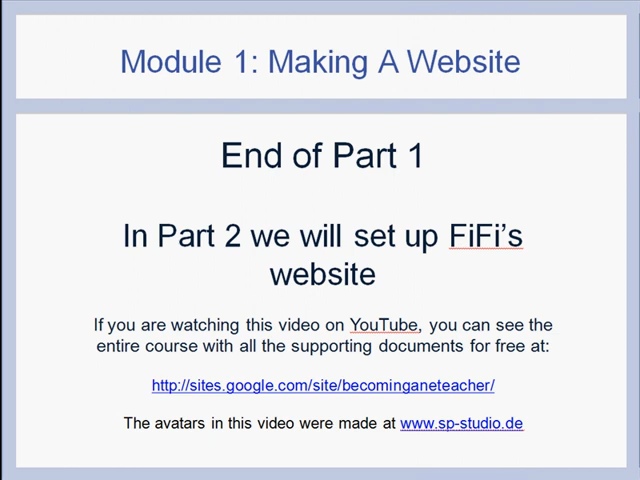 Module 1: Making A Website
End of Part 1
In Part 2 we will set up FiFi's
website
If you are watching this video on YouTube, you can see the
entire course with all the supporting documents for free at:
http://sites.google.com/site/becominganeteacher/
The avatars in this video were made at www.sp-studio.de